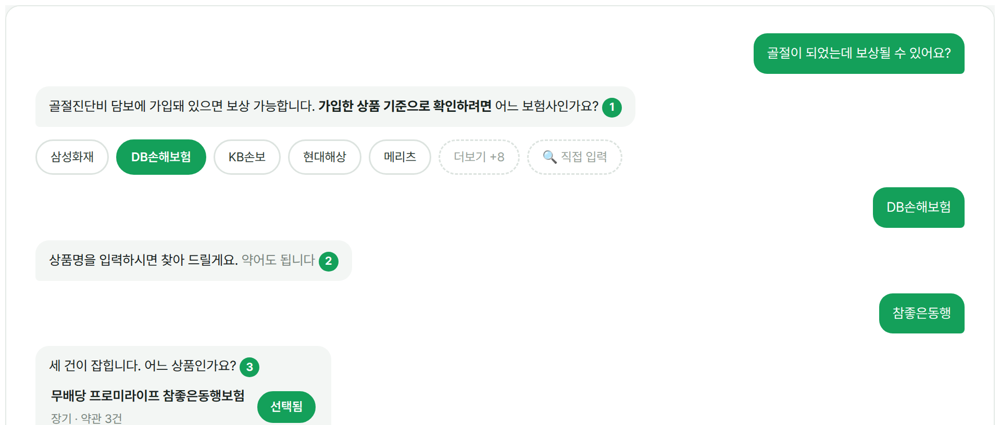 골절이 되었는데 보상될 수 있어요?
골절진단비 담보에 가입돼 있으면 보상 가능합니다. 가입한 상품 기준으로 확인하려면 어느 보험사인가요? 1
삼성화재 DB손해보험 KB손보 현대해상 메리츠 더보기 +8 🔍 직접 입력
DB손해보험
상품명을 입력하시면 찾아 드릴게요. 약어도 됩니다 2
참좋은동행
세 건이 잡힙니다. 어느 상품인가요? 3
무배당 프로미라이프 참좋은동행보험
선택됨
장기 · 약관 3건